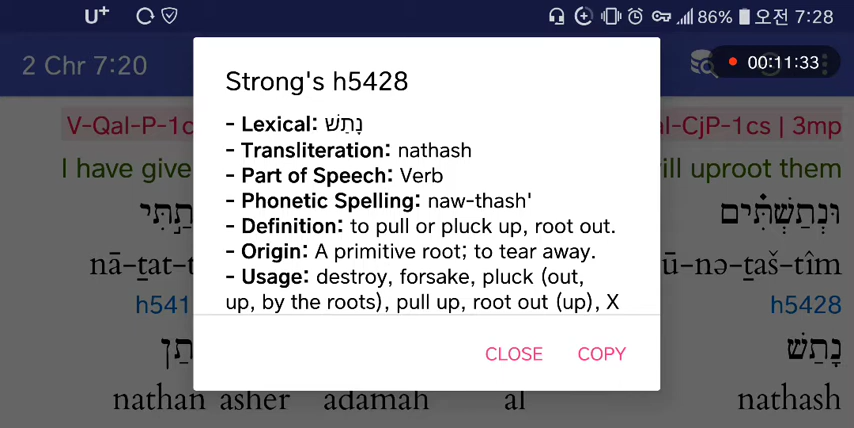 U+ 86% 오전 7:28
2 Chr 7:20 00:11:33
Strong's h5428
- Lexical: נָתַשׁ
- Transliteration: nathash
- Part of Speech: Verb
- Phonetic Spelling: naw-thash'
- Definition: to pull or pluck up, root out.
- Origin: A primitive root; to tear away.
- Usage: destroy, forsake, pluck (out,
up, by the roots), pull up, root out (up), X
CLOSE COPY
V-Qal-P-1c al-CjP-1cs | 3mp
I have give ill uproot them
תַ֣תִּי וּנְתַשְׁתִּ֗ים
nā-ṯat-t ū-nə-ṯaš-tîm
h541 h5428
תַן נָתַשׁ
nathan asher adamah al nathash